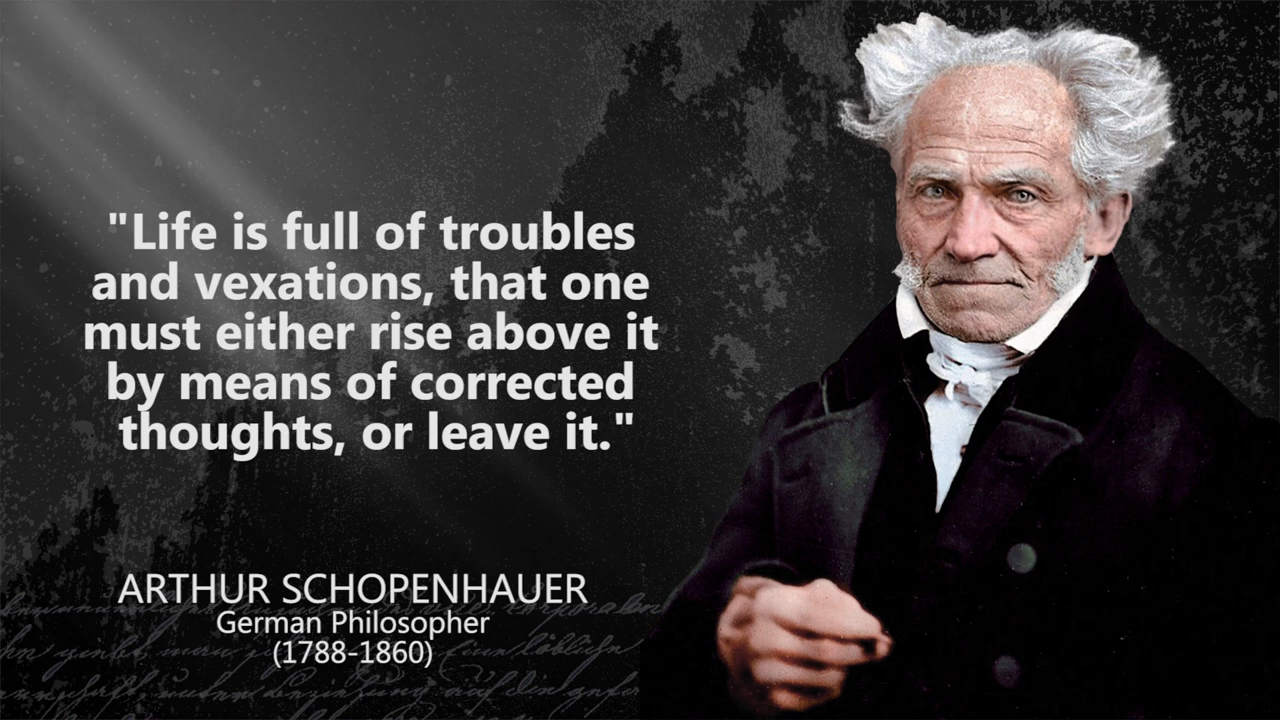 "Life is full of troubles
and vexations, that one
must either rise above it
by means of corrected
thoughts, or leave it."
ARTHUR SCHOPENHAUER
German Philosopher
(1788-1860)